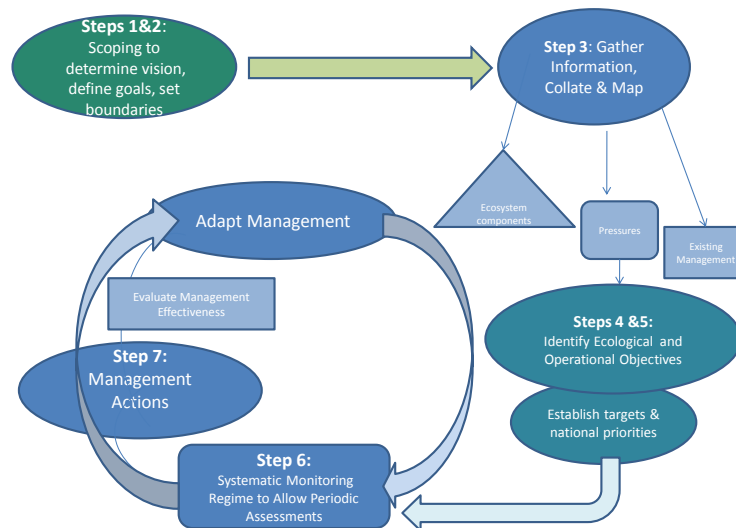 Steps 1&2:
Scoping to
determine vision,
define goals, set
boundaries
Step 3: Gather
Information,
Collate & Map
Ecosystem
components
Pressures
Existing
Management
Adapt Management
Evaluate Management
Effectiveness
Steps 4 &5:
Identify Ecological and
Operational Objectives
Step 7:
Management
Actions
Establish targets &
national priorities
Step 6:
Systematic Monitoring
Regime to Allow Periodic
Assessments